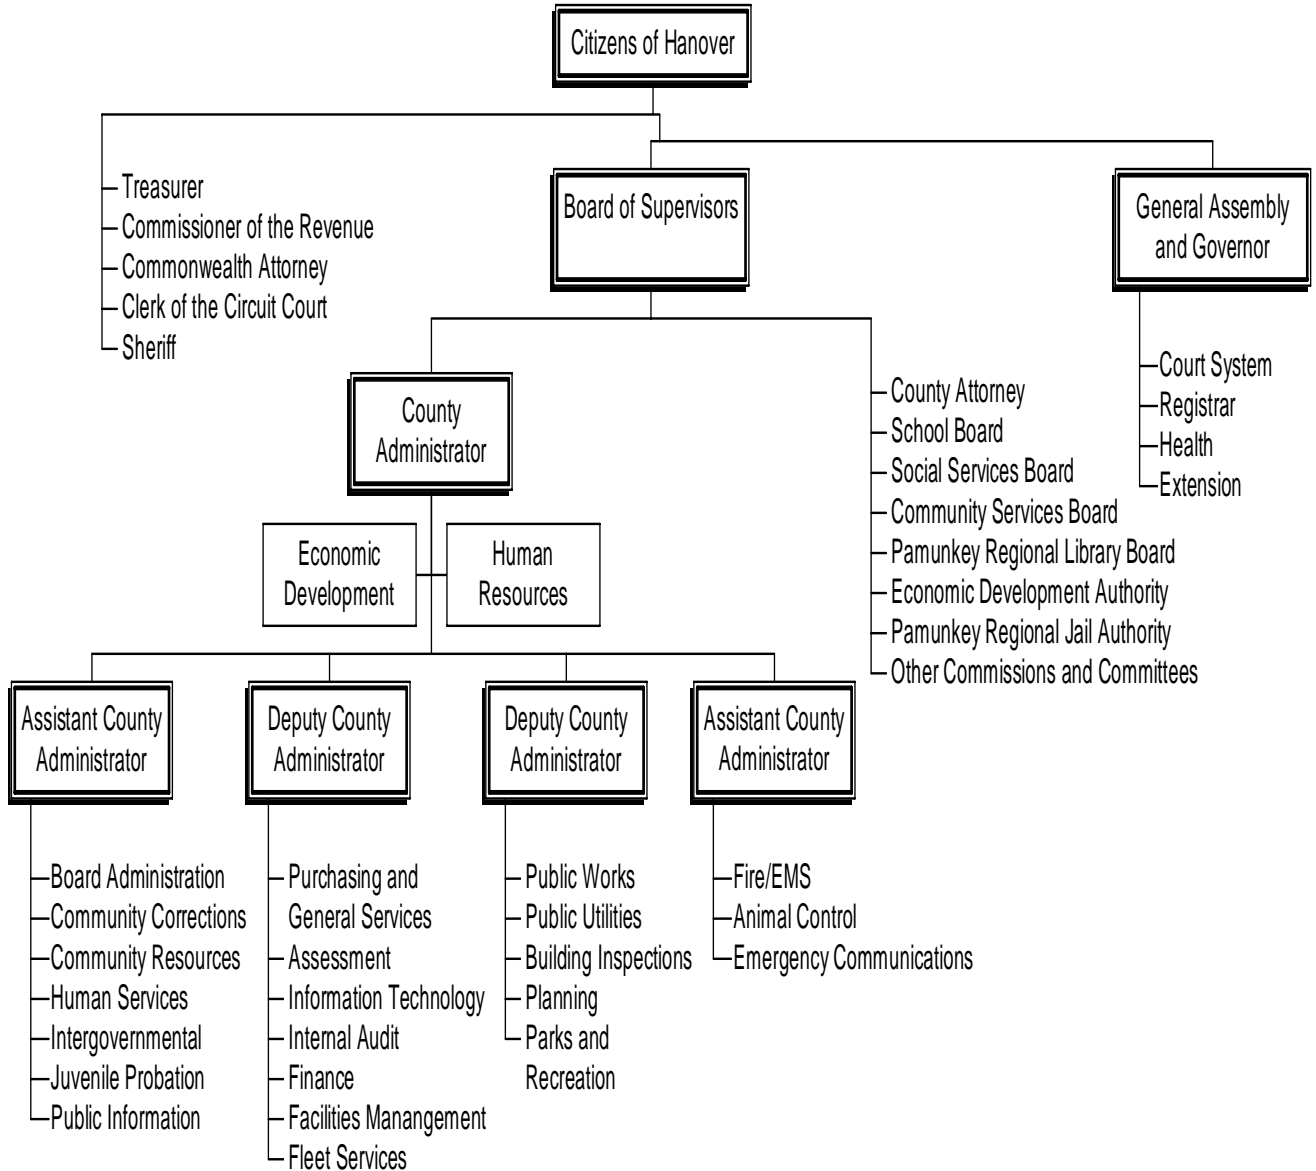 Citizens of Hanover
Treasurer
Commissioner of the Revenue
Commonwealth Attorney
Clerk of the Circuit Court
Sheriff
Board of Supervisors
General Assembly
and Governor
Court System
Registrar
Health
Extension
County
Administrator
County Attorney
School Board
Social Services Board
Community Services Board
Pamunkey Regional Library Board
Economic Development Authority
Pamunkey Regional Jail Authority
Other Commissions and Committees
Economic
Development
Human
Resources
Assistant County
Administrator
Board Administration
Community Corrections
Community Resources
Human Services
Intergovernmental
Juvenile Probation
Public Information
Deputy County
Administrator
Purchasing and
General Services
Assessment
Information Technology
Internal Audit
Finance
Facilities Manangement
Fleet Services
Deputy County
Administrator
Public Works
Public Utilities
Building Inspections
Planning
Parks and
Recreation
Assistant County
Administrator
Fire/EMS
Animal Control
Emergency Communications